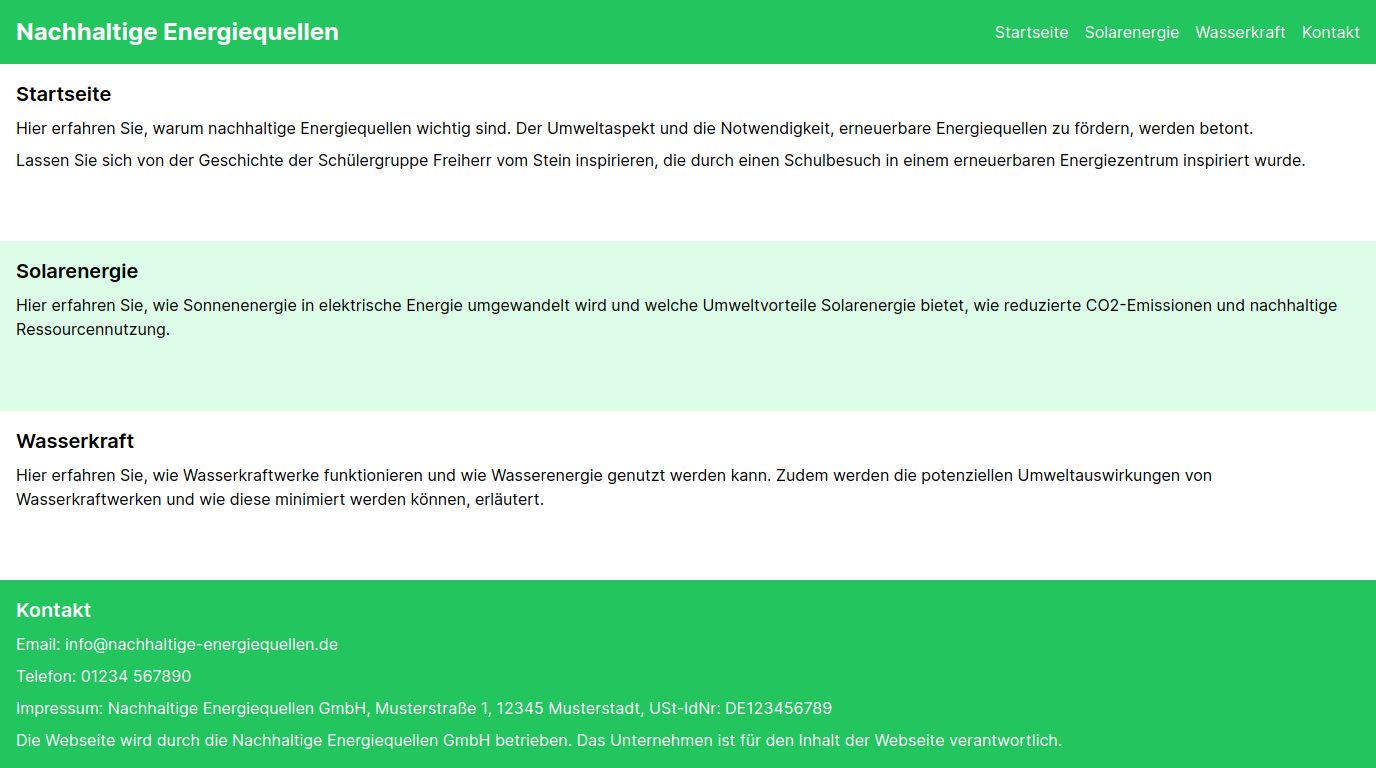 Nachhaltige Energiequellen
Startseite Solarenergie Wasserkraft Kontakt
Startseite
Hier erfahren Sie, warum nachhaltige Energiequellen wichtig sind. Der Umweltaspekt und die Notwendigkeit, erneuerbare Energiequellen zu fördern, werden betont.
Lassen Sie sich von der Geschichte der Schülergruppe Freiherr vom Stein inspirieren, die durch einen Schulbesuch in einem erneuerbaren Energiezentrum inspiriert wurde.
Solarenergie
Hier erfahren Sie, wie Sonnenenergie in elektrische Energie umgewandelt wird und welche Umweltvorteile Solarenergie bietet, wie reduzierte CO2-Emissionen und nachhaltige
Ressourcennutzung.
Wasserkraft
Hier erfahren Sie, wie Wasserkraftwerke funktionieren und wie Wasserenergie genutzt werden kann. Zudem werden die potenziellen Umweltauswirkungen von
Wasserkraftwerken und wie diese minimiert werden können, erläutert.
Kontakt
Email: info@nachhaltige-energiequellen.de
Telefon: 01234 567890
Impressum: Nachhaltige Energiequellen GmbH, Musterstraße 1, 12345 Musterstadt, USt-IdNr: DE123456789
Die Webseite wird durch die Nachhaltige Energiequellen GmbH betrieben. Das Unternehmen ist für den Inhalt der Webseite verantwortlich.